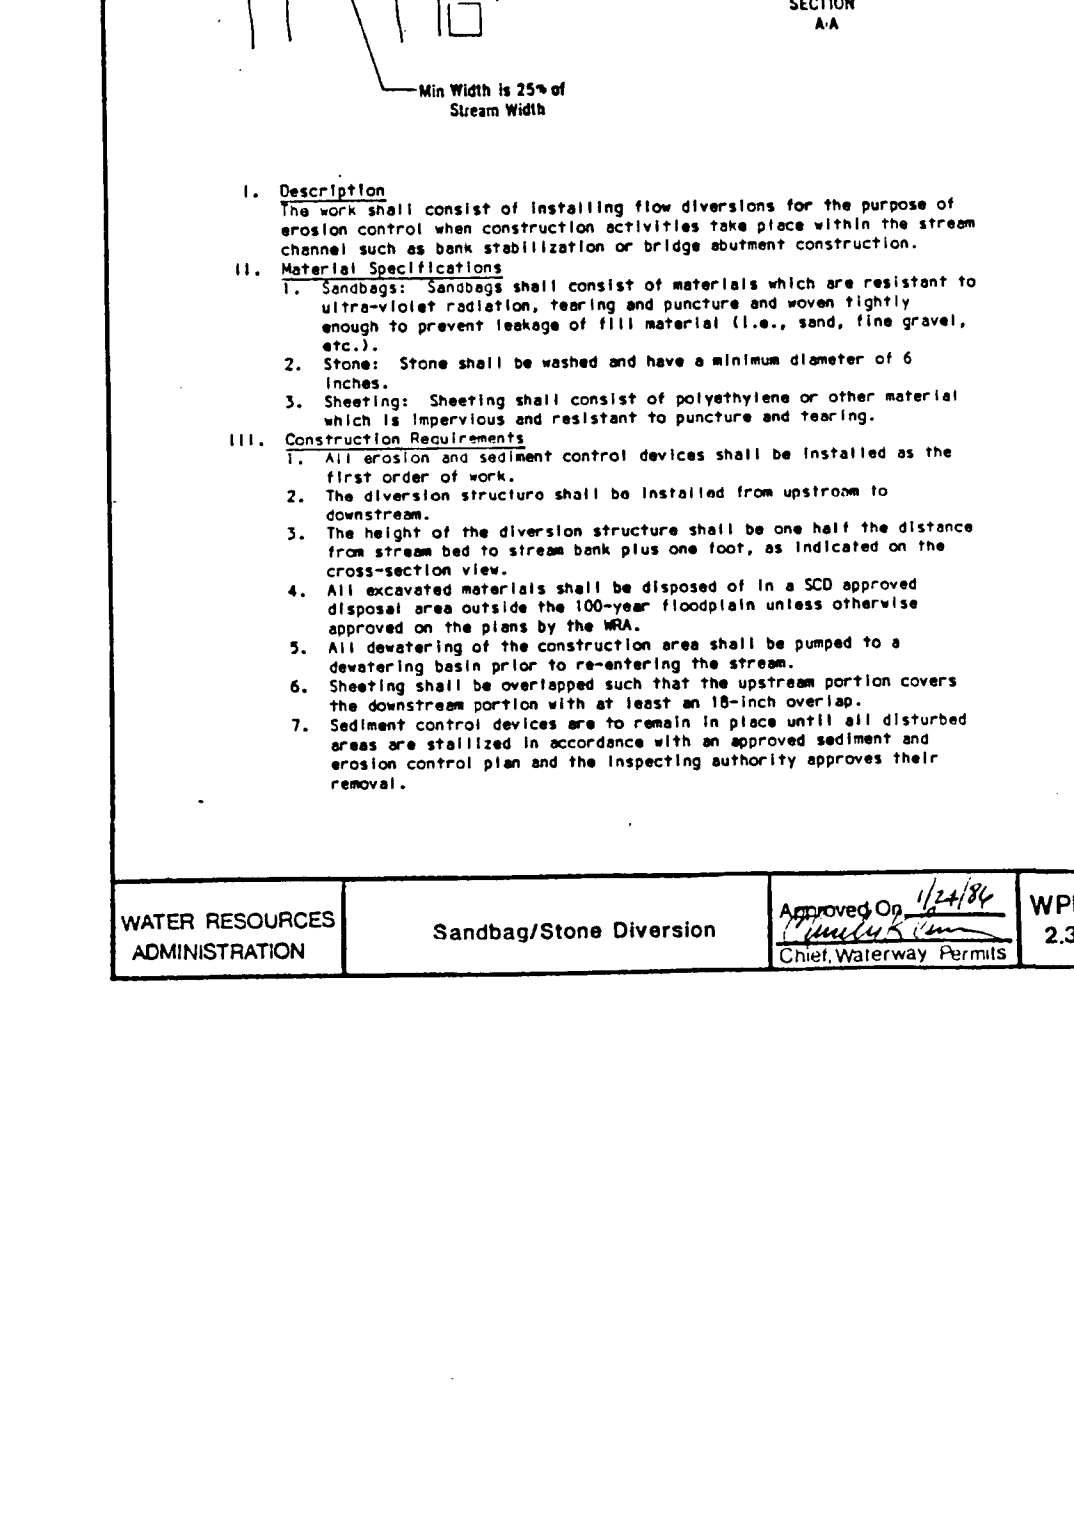 SECTION
A-A
Min Width is 25% of
Stream Width
I. Description
The work shall consist of installing flow diversions for the purpose of
erosion control when construction activities take place within the stream
channel such as bank stabilization or bridge abutment construction.
II. Material Specifications
1. Sandbags: Sandbags shall consist of materials which are resistant to
ultra-violet radiation, tearing and puncture and woven tightly
enough to prevent leakage of fill material (i.e., sand, fine gravel,
etc.).
2. Stone: Stone shall be washed and have a minimum diameter of 6
inches.
3. Sheeting: Sheeting shall consist of polyethylene or other material
which is impervious and resistant to puncture and tearing.
III. Construction Requirements
1. All erosion and sediment control devices shall be installed as the
first order of work.
2. The diversion structure shall be installed from upstream to
downstream.
3. The height of the diversion structure shall be one half the distance
from stream bed to stream bank plus one foot, as indicated on the
cross-section view.
4. All excavated materials shall be disposed of in a SCD approved
disposal area outside the 100-year floodplain unless otherwise
approved on the plans by the WRA.
5. All dewatering of the construction area shall be pumped to a
dewatering basin prior to re-entering the stream.
6. Sheeting shall be overlapped such that the upstream portion covers
the downstream portion with at least an 18-inch overlap.
7. Sediment control devices are to remain in place until all disturbed
areas are stallized in accordance with an approved sediment and
erosion control plan and the inspecting authority approves their
removal.
WATER RESOURCES
ADMINISTRATION
Sandbag/Stone Diversion
Approved On 1/24/86
Chief, Waterway Permits
WP
2.3